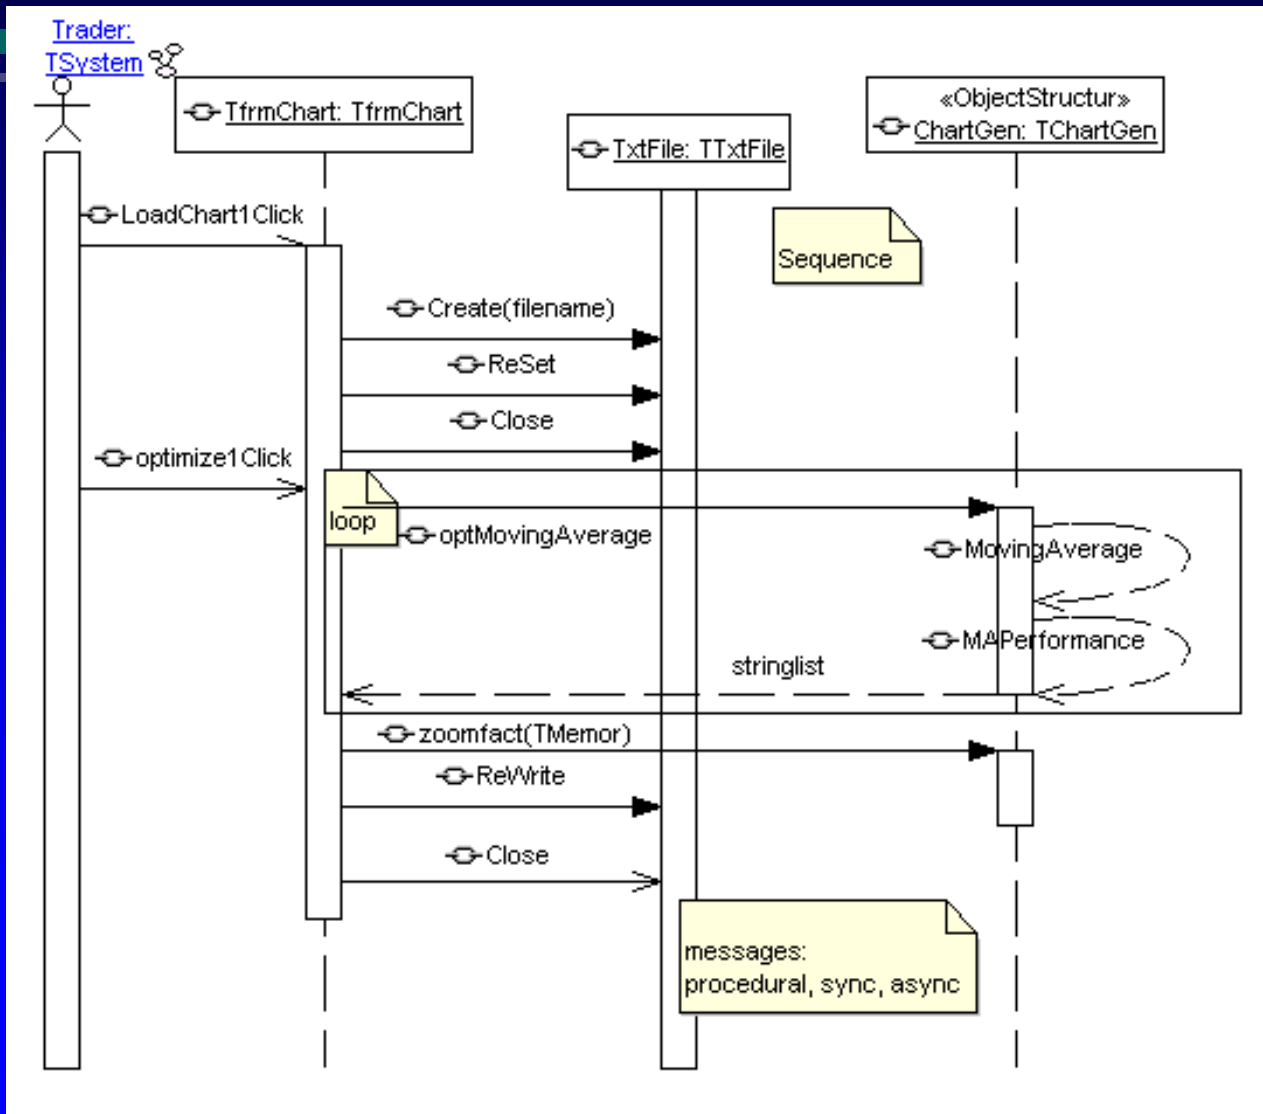 Trader:
TSystem
TfrmChart: TfrmChart
TxtFile: TTxtFile
«ObjectStructur»
ChartGen: TChartGen
LoadChart1Click
Sequence
Create(filename)
ReSet
Close
optimize1Click
loop
optMovingAverage
MovingAverage
MAPerformance
stringlist
zoomfact(TMemor)
ReWrite
Close
messages:
procedural, sync, async